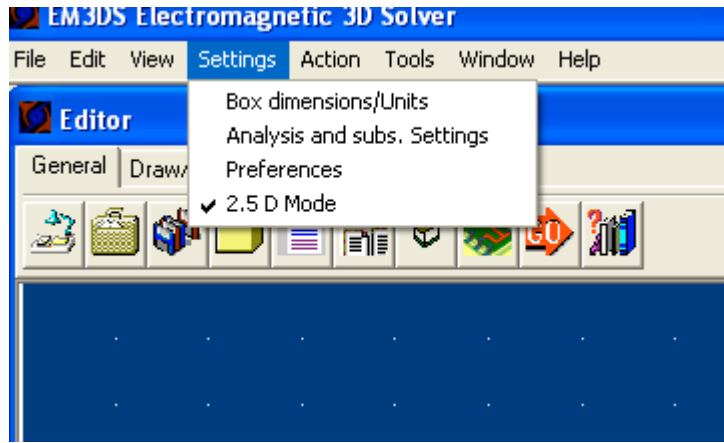 EM3DS Electromagnetic 3D Solver
File Edit View Settings Action Tools Window Help
Box dimensions/Units
Analysis and subs. Settings
Preferences
2.5 D Mode
Editor
General Draw/
GO